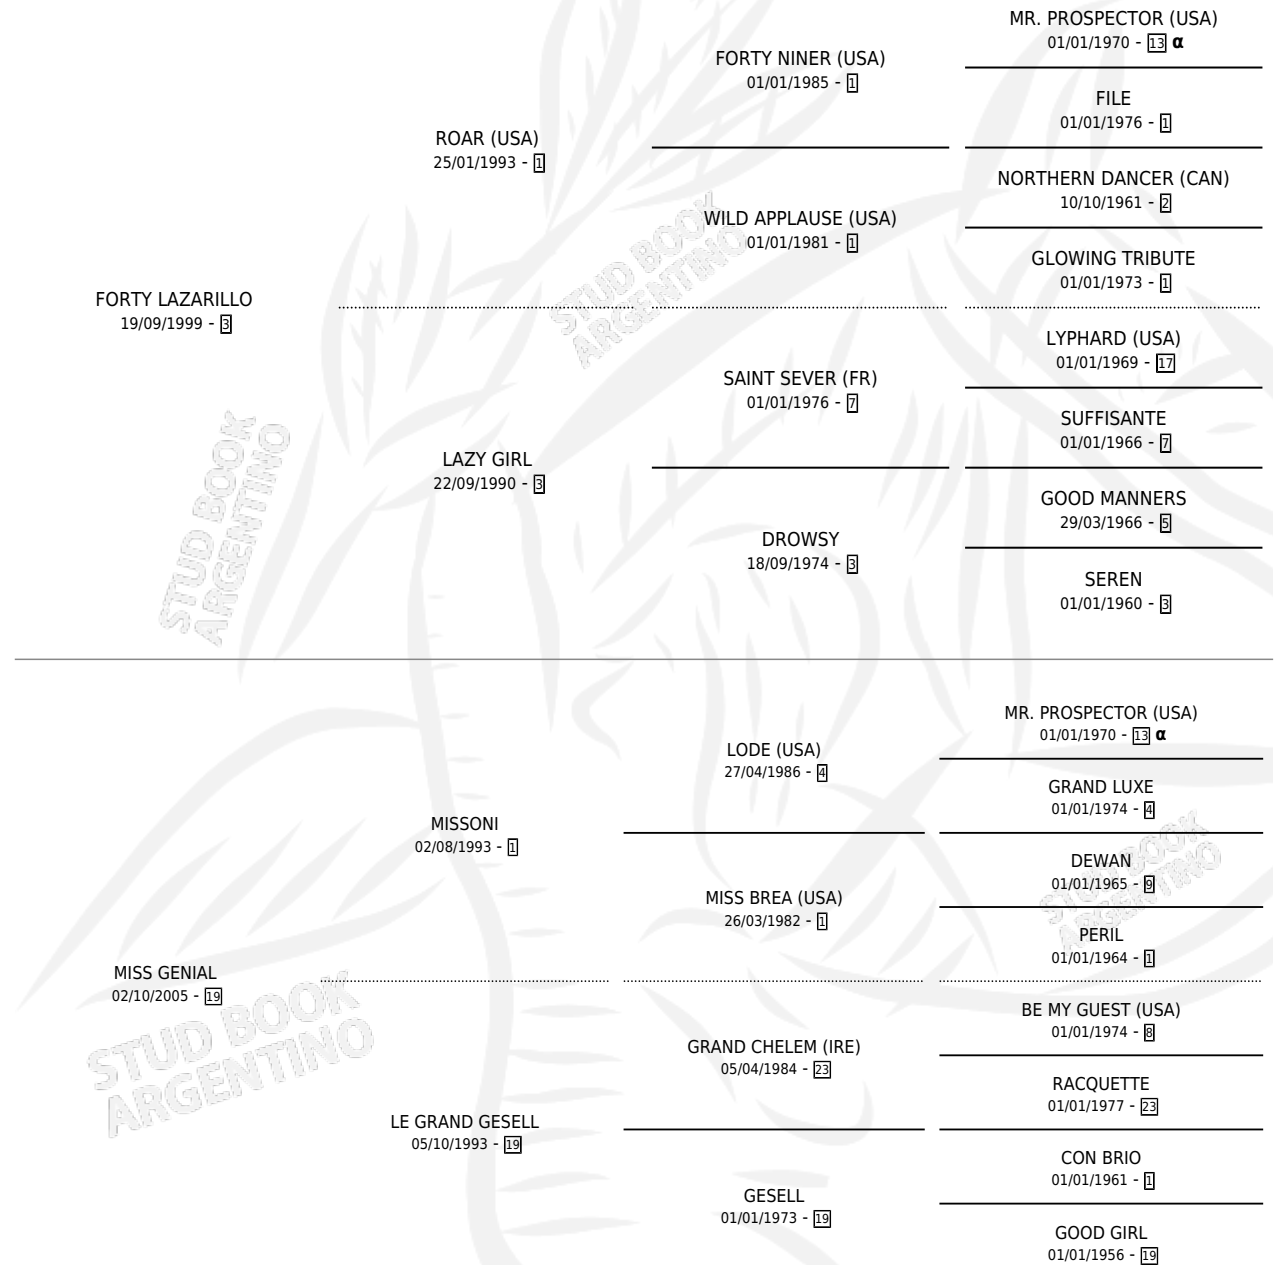 MR. PROSPECTOR (USA)
01/01/1970 - 13 α
FORTY NINER (USA)
01/01/1985 - 1
FILE
01/01/1976 - 1
ROAR (USA)
25/01/1993 - 1
NORTHERN DANCER (CAN)
10/10/1961 - 2
WILD APPLAUSE (USA)
01/01/1981 - 1
GLOWING TRIBUTE
01/01/1973 - 1
FORTY LAZARILLO
19/09/1999 - 3
LYPHARD (USA)
01/01/1969 - 17
SAINT SEVER (FR)
01/01/1976 - 7
SUFFISANTE
01/01/1966 - 7
LAZY GIRL
22/09/1990 - 3
GOOD MANNERS
29/03/1966 - 5
DROWSY
18/09/1974 - 3
SEREN
01/01/1960 - 3
MR. PROSPECTOR (USA)
01/01/1970 - 13 α
LODE (USA)
27/04/1986 - 4
GRAND LUXE
01/01/1974 - 4
MISSONI
02/08/1993 - 1
DEWAN
01/01/1965 - 9
MISS BREA (USA)
26/03/1982 - 1
PERIL
01/01/1964 - 1
MISS GENIAL
02/10/2005 - 19
BE MY GUEST (USA)
01/01/1974 - 8
GRAND CHELEM (IRE)
05/04/1984 - 23
RACQUETTE
01/01/1977 - 23
LE GRAND GESELL
05/10/1993 - 19
CON BRIO
01/01/1961 - 1
GESELL
01/01/1973 - 19
GOOD GIRL
01/01/1956 - 19
STUD BOOK
ARGENTINO
STUD BOOK
ARGENTINO
STUD BOOK
ARGENTINO
STUD BOOK
ARGENTINO